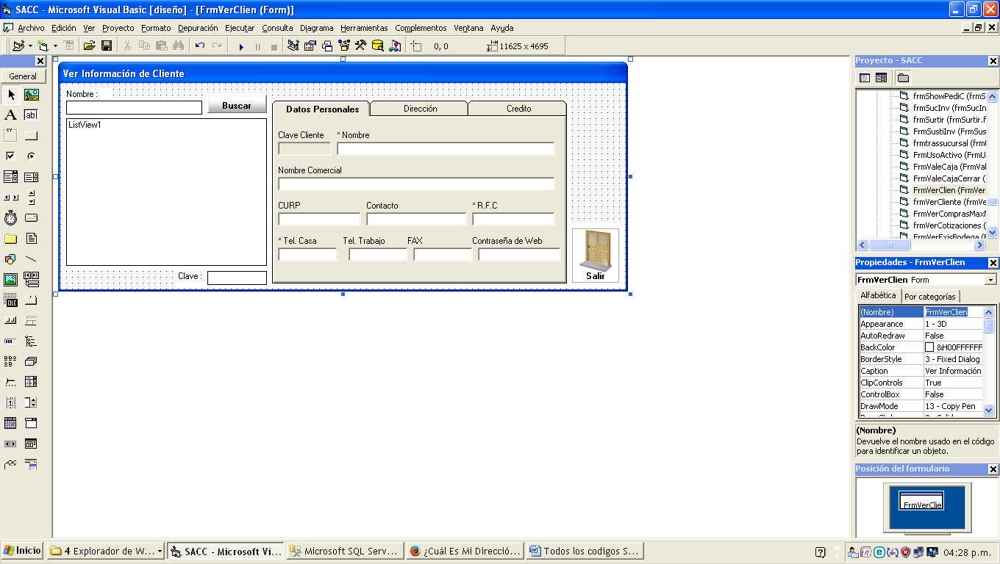 SACC - Microsoft Visual Basic [diseño] - [FrmVerClien (Form)]
Archivo Edición Ver Proyecto Formato Depuración Ejecutar Consulta Diagrama Herramientas Complementos Ventana Ayuda
0, 0 11625 x 4695
General
Ver Información de Cliente
Nombre :
Buscar
ListView1
Clave :
Datos Personales Dirección Credito
Clave Cliente * Nombre
Nombre Comercial
CURP Contacto * R.F.C
* Tel. Casa Tel. Trabajo FAX Contraseña de Web
Salir
Proyecto - SACC
frmShowPediC (frmS
frmSucInv (frmSucIn
frmSurtir (frmSurtir.f
FrmSustiInv (FrmSus
frmtrassucursal (frmt
FrmUsoActivo (FrmU
FrmValeCaja (FrmVal
FrmValeCajaCerrar (
FrmVerClien (FrmVer
frmVerCliente (frmVe
FrmVerComprasMax
frmVerCotizaciones (
FrmVerExisBodega (F
Propiedades - FrmVerClien
FrmVerClien Form
Alfabética Por categorías
(Nombre) FrmVerClien
Appearance 1 - 3D
AutoRedraw False
BackColor &H00FFFFFF
BorderStyle 3 - Fixed Dialog
Caption Ver Información
ClipControls True
ControlBox False
DrawMode 13 - Copy Pen
(Nombre)
Devuelve el nombre usado en el código
para identificar un objeto.
Posición del formulario
FrmVerClie
Inicio 4 Explorador de W... SACC - Microsoft Vi... Microsoft SQL Serv... ¿Cuál Es Mi Direcció... Todos los codigos S... 04:28 p.m.